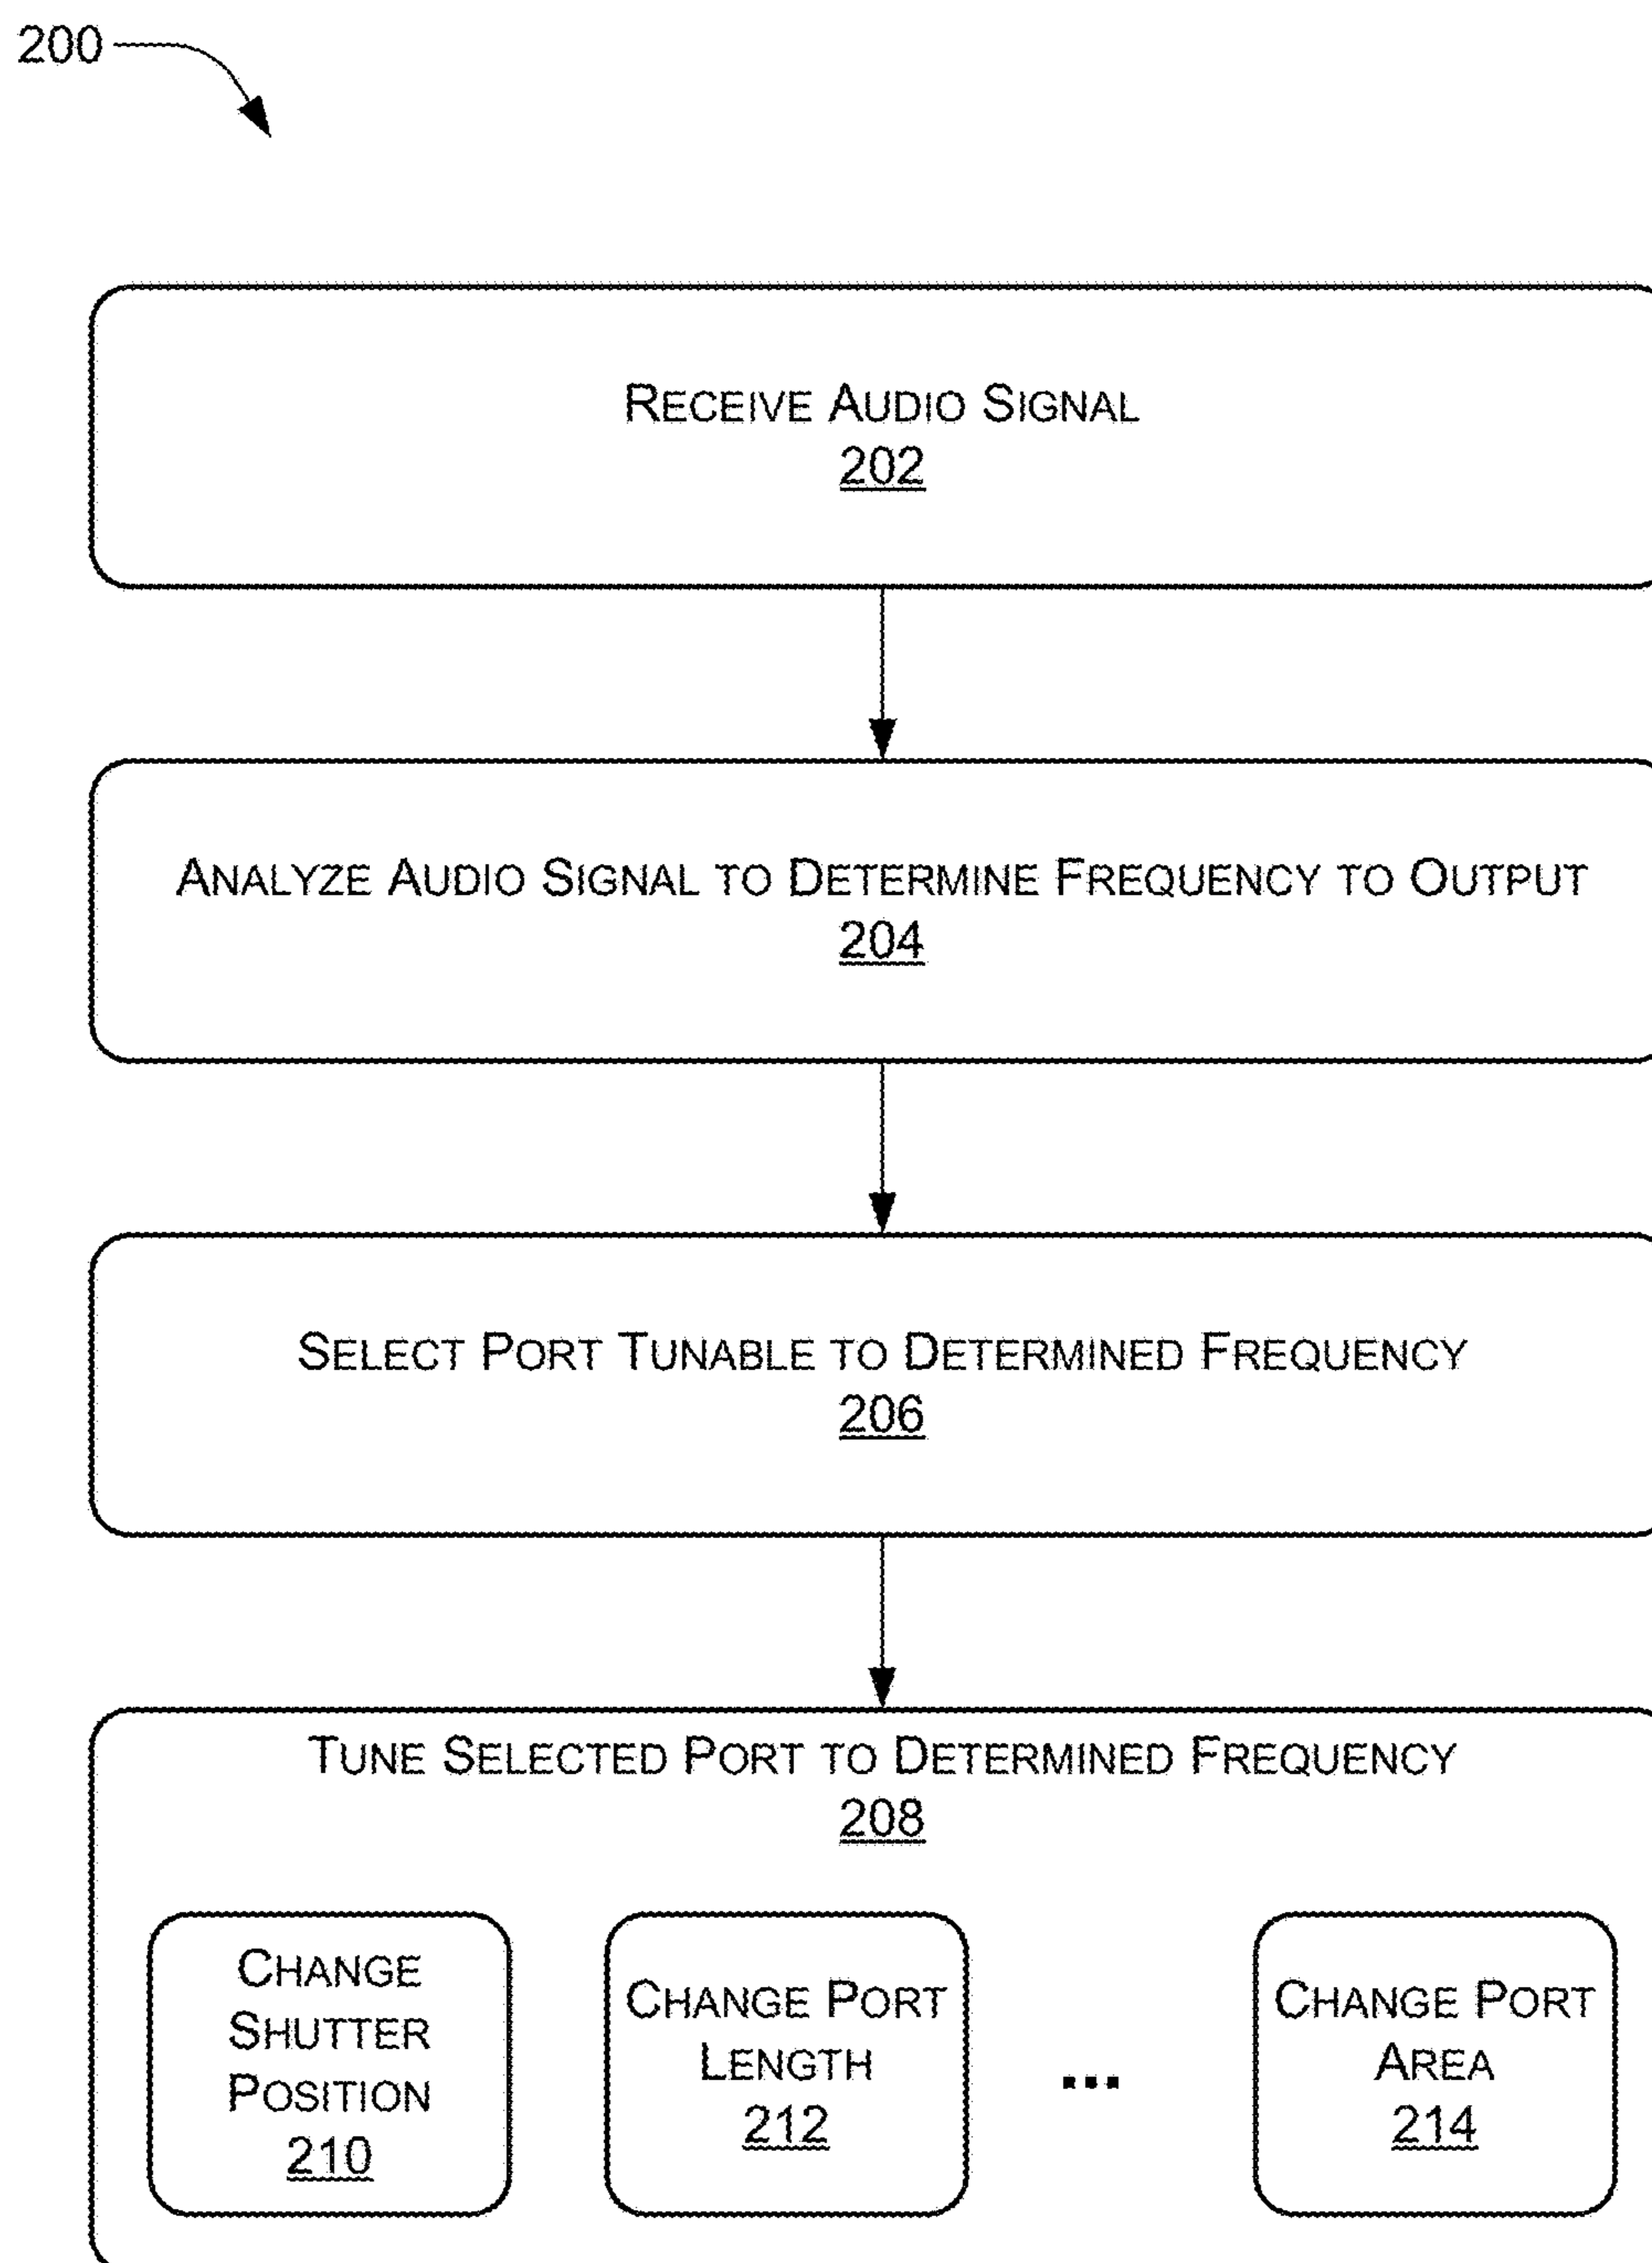 200
RECEIVE AUDIO SIGNAL
202
ANALYZE AUDIO SIGNAL TO DETERMINE FREQUENCY TO OUTPUT
204
SELECT PORT TUNABLE TO DETERMINED FREQUENCY
206
TUNE SELECTED PORT TO DETERMINED FREQUENCY
208
CHANGE
SHUTTER
POSITION
210
CHANGE PORT
LENGTH
212
...
CHANGE PORT
AREA
214